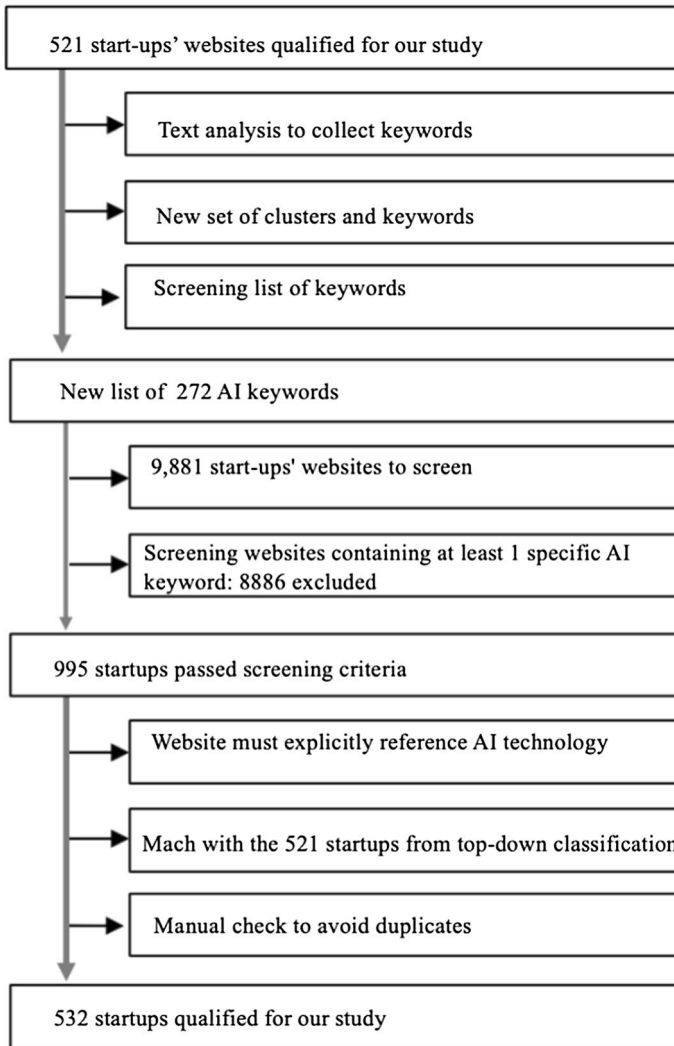 521 start-ups’ websites qualified for our study
Text analysis to collect keywords
New set of clusters and keywords
Screening list of keywords
New list of 272 AI keywords
9,881 start-ups' websites to screen
Screening websites containing at least 1 specific AI
keyword: 8886 excluded
995 startups passed screening criteria
Website must explicitly reference AI technology
Mach with the 521 startups from top-down classification
Manual check to avoid duplicates
532 startups qualified for our study